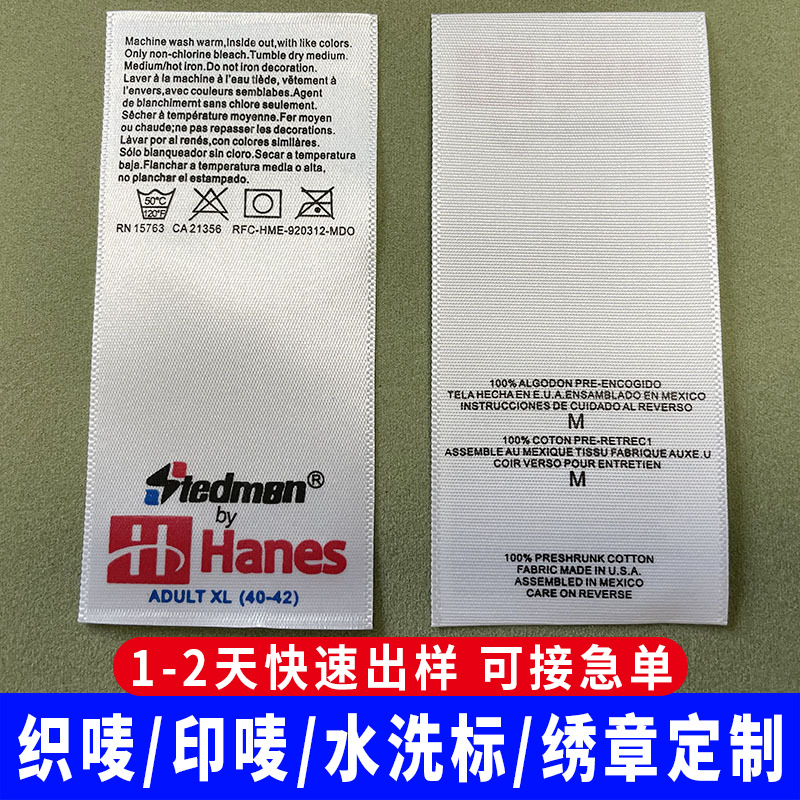 Machine wash warm,Inside out,with like colors.
Only non-chlorine bleach.Tumble dry medium.
Medium/hot iron.Do not iron decoration.
Laver à la machine à l'eau tiède, vêtement à
l'envers,avec couleurs semblabes.Agent
de blanchimernt sans chlore seulement.
Sêcher à température moyenne.Fer moyen
ou chaude;ne pas repasser les decorations.
Làvar por al renés,con colores similàres.
Sólo blanqueador sin cloro.Secar a temperatura
baja.Flanchar a temperatura media o alta,
no planchar el estampado.
50°C
120°F
RN 15763 CA 21356 RFC-HME-920312-MDO
Stedman®
by
Hanes
ADULT XL (40-42)
100% ALGODON PRE-ENCOGIDO
TELA HECHA EN E.U.A.ENSAMBLADO EN MEXICO
INSTRUCCIONES DE CUIDADO AL REVERSO
M
100% COTON PRE-RETREC1
ASSEMBLE AU MEXIQUE TISSU FABRIQUE AUXE.U
COIR VERSO POUR ENTRETIEN
M
100% PRESHRUNK COTTON
FABRIC MADE IN U.S.A.
ASSEMBLED IN MEXICO
CARE ON REVERSE
1-2天快速出样 可接急单
织唛/印唛/水洗标/绣章定制